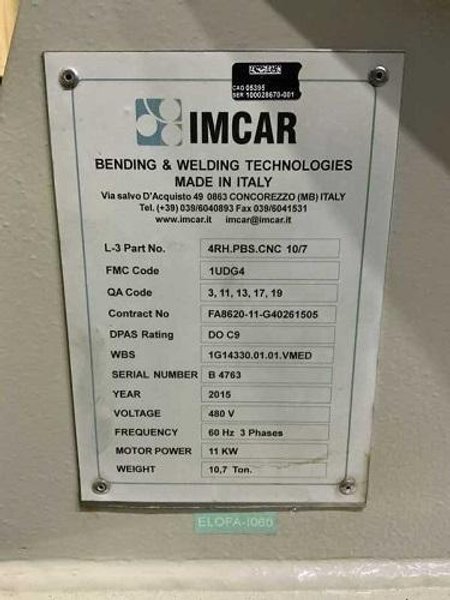 CAG 05395
SER 100028670-001
IMCAR
BENDING & WELDING TECHNOLOGIES
MADE IN ITALY
Via salvo D'Acquisto 49 0863 CONCOREZZO (MB) ITALY
Tel. (+39) 039/6040893 Fax 039/6041531
www.imcar.it imcar@imcar.it
L-3 Part No. 4RH.PBS.CNC 10/7
FMC Code 1UDG4
QA Code 3, 11, 13, 17, 19
Contract No FA8620-11-G40261505
DPAS Rating DO C9
WBS 1G14330.01.01.VMED
SERIAL NUMBER B 4763
YEAR 2015
VOLTAGE 480 V
FREQUENCY 60 Hz 3 Phases
MOTOR POWER 11 KW
WEIGHT 10,7 Ton.
ELOFA-I066